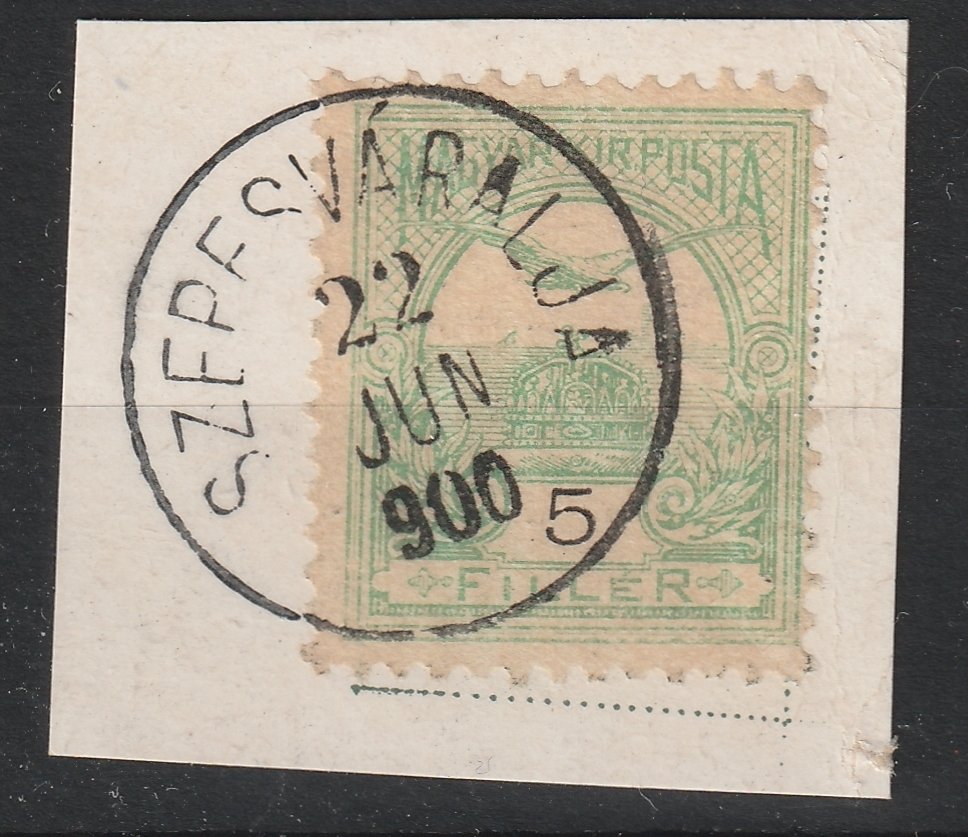 MAGYAR KIR. POSTA
SZEPESVÁRALJA
22
JUN
900
5
FILLÉR